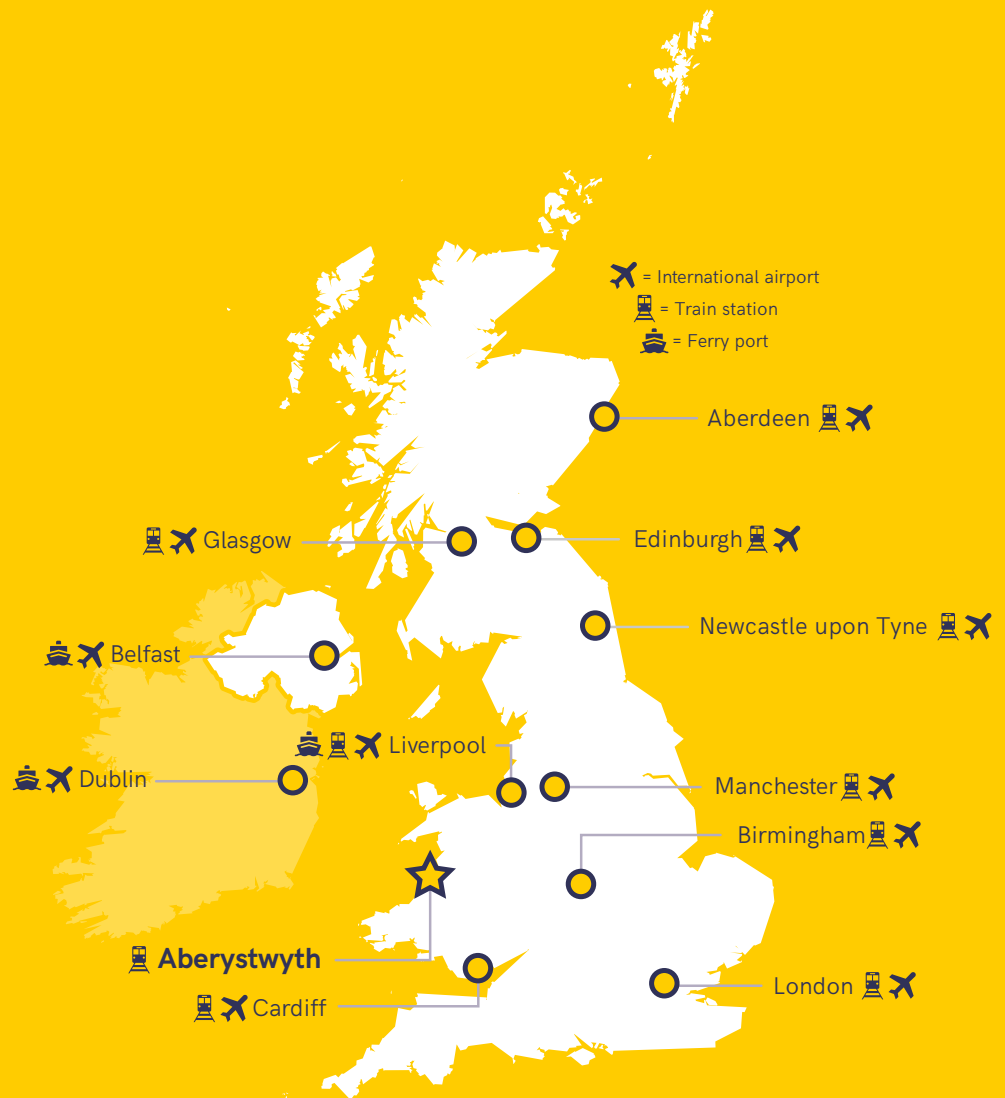 = International airport
= Train station
= Ferry port
Aberdeen
Glasgow
Edinburgh
Newcastle upon Tyne
Belfast
Liverpool
Dublin
Manchester
Birmingham
Aberystwyth
London
Cardiff